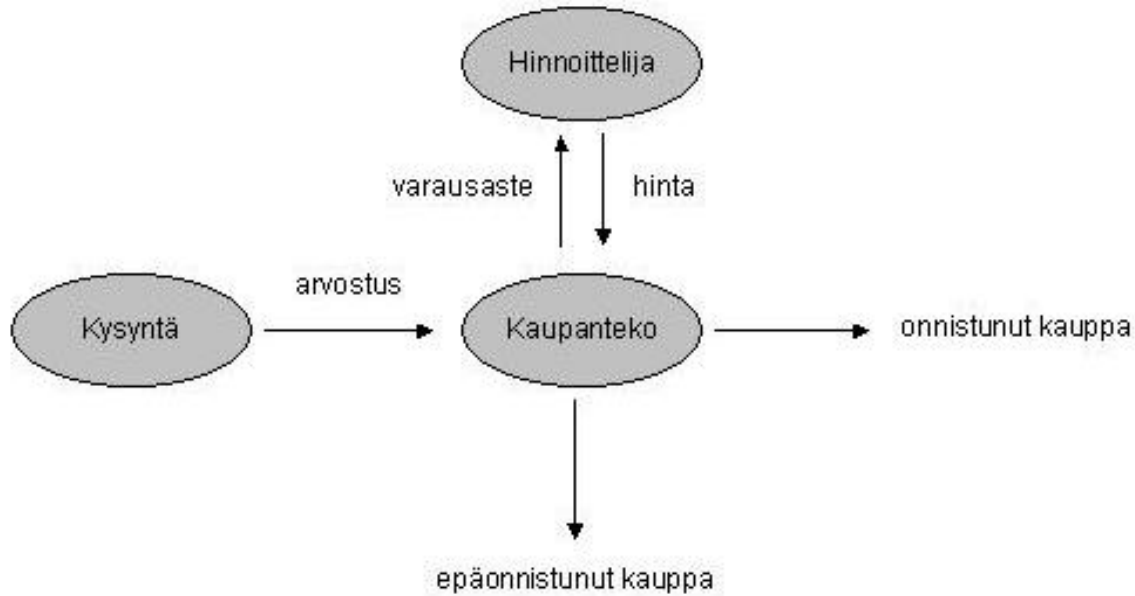 Hinnoittelija
varausaste
hinta
arvostus
Kysyntä
Kaupanteko
onnistunut kauppa
epäonnistunut kauppa